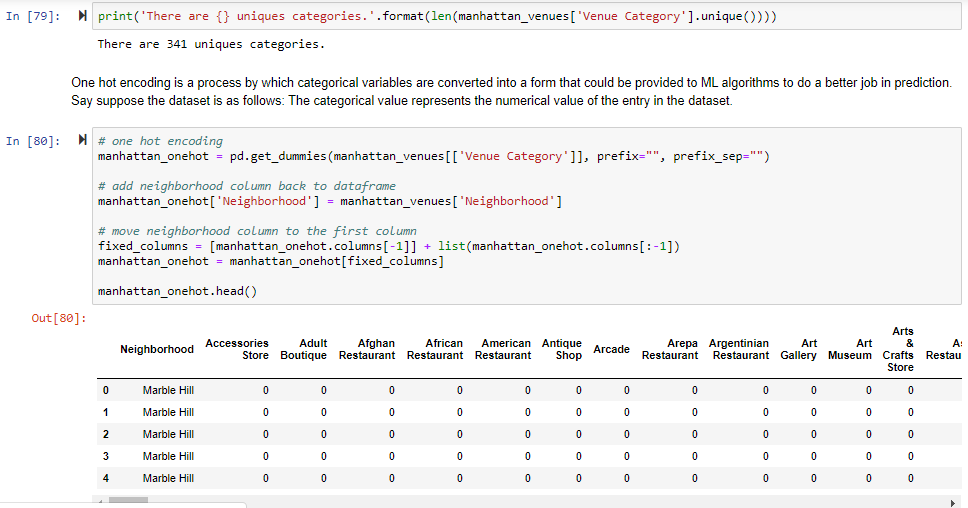 In [79]: print('There are {} uniques categories.'.format(len(manhattan_venues['Venue Category'].unique())))
There are 341 uniques categories.
One hot encoding is a process by which categorical variables are converted into a form that could be provided to ML algorithms to do a better job in prediction.
Say suppose the dataset is as follows: The categorical value represents the numerical value of the entry in the dataset.
In [80]: # one hot encoding
manhattan_onehot = pd.get_dummies(manhattan_venues[['Venue Category']], prefix="", prefix_sep="")
# add neighborhood column back to dataframe
manhattan_onehot['Neighborhood'] = manhattan_venues['Neighborhood']
# move neighborhood column to the first column
fixed_columns = [manhattan_onehot.columns[-1]] + list(manhattan_onehot.columns[:-1])
manhattan_onehot = manhattan_onehot[fixed_columns]
manhattan_onehot.head()
Out[80]:
Neighborhood Accessories Store Adult Boutique Afghan Restaurant African Restaurant American Restaurant Antique Shop Arcade Arepa Restaurant Argentinian Restaurant Art Gallery Art Museum Arts & Crafts Store
0 Marble Hill 0 0 0 0 0 0 0 0 0 0 0 0
1 Marble Hill 0 0 0 0 0 0 0 0 0 0 0 0
2 Marble Hill 0 0 0 0 0 0 0 0 0 0 0 0
3 Marble Hill 0 0 0 0 0 0 0 0 0 0 0 0
4 Marble Hill 0 0 0 0 0 0 0 0 0 0 0 0